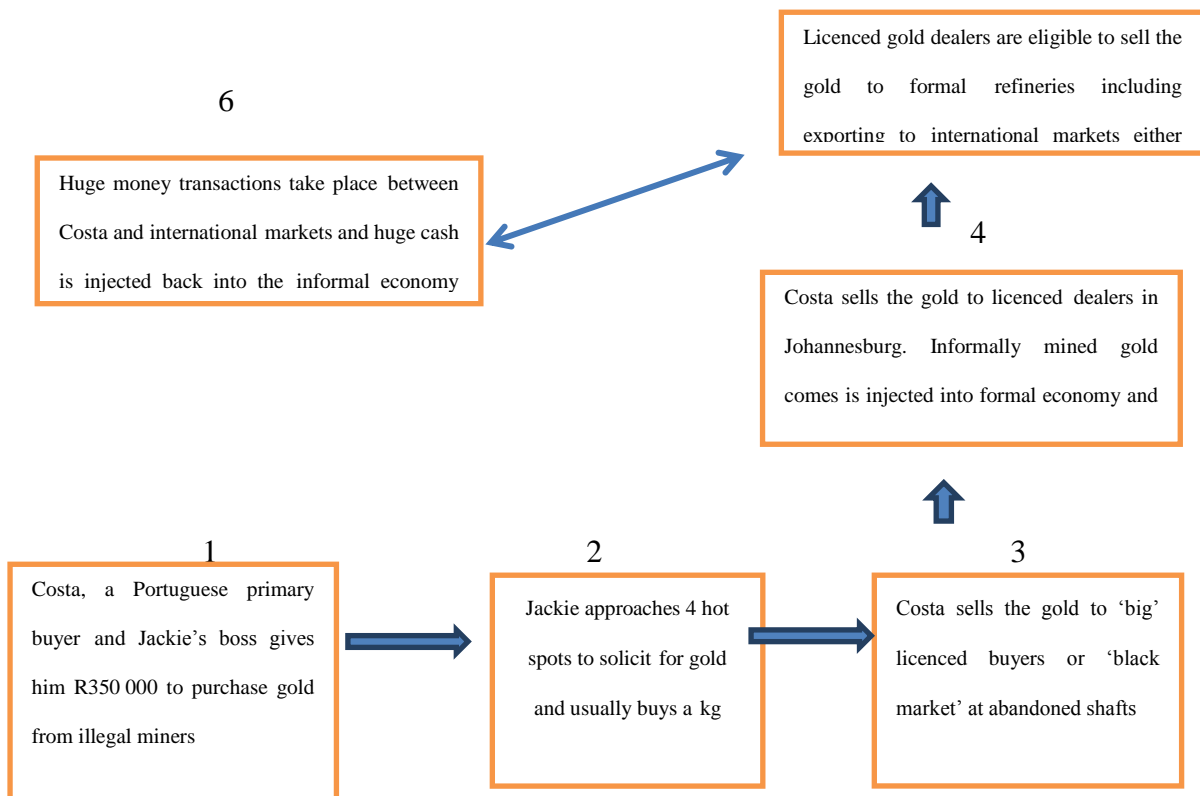 1
Costa, a Portuguese primary
buyer and Jackie’s boss gives
him R350 000 to purchase gold
from illegal miners
2
Jackie approaches 4 hot
spots to solicit for gold
and usually buys a kg
3
Costa sells the gold to ‘big’
licenced buyers or ‘black
market’ at abandoned shafts
4
Costa sells the gold to licenced dealers in
Johannesburg. Informally mined gold
comes is injected into formal economy and
Licenced gold dealers are eligible to sell the
gold to formal refineries including
exporting to international markets either
6
Huge money transactions take place between
Costa and international markets and huge cash
is injected back into the informal economy